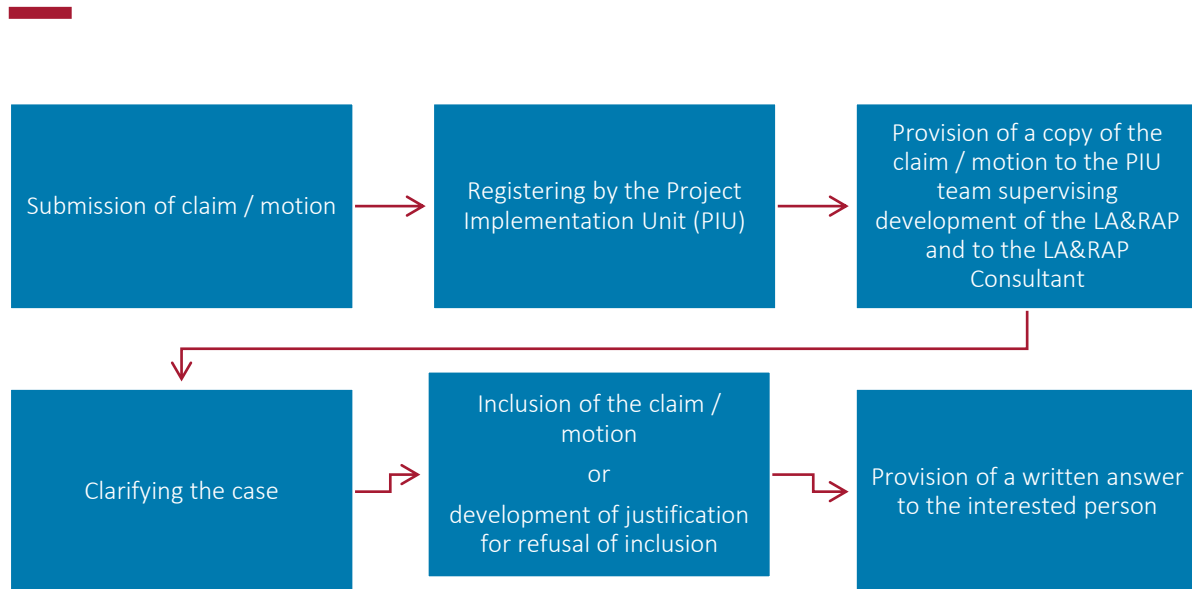 Submission of claim / motion
Registering by the Project
Implementation Unit (PIU)
Provision of a copy of the
claim / motion to the PIU
team supervising
development of the LA&RAP
and to the LA&RAP
Consultant
Clarifying the case
Inclusion of the claim /
motion
or
development of justification
for refusal of inclusion
Provision of a written answer
to the interested person